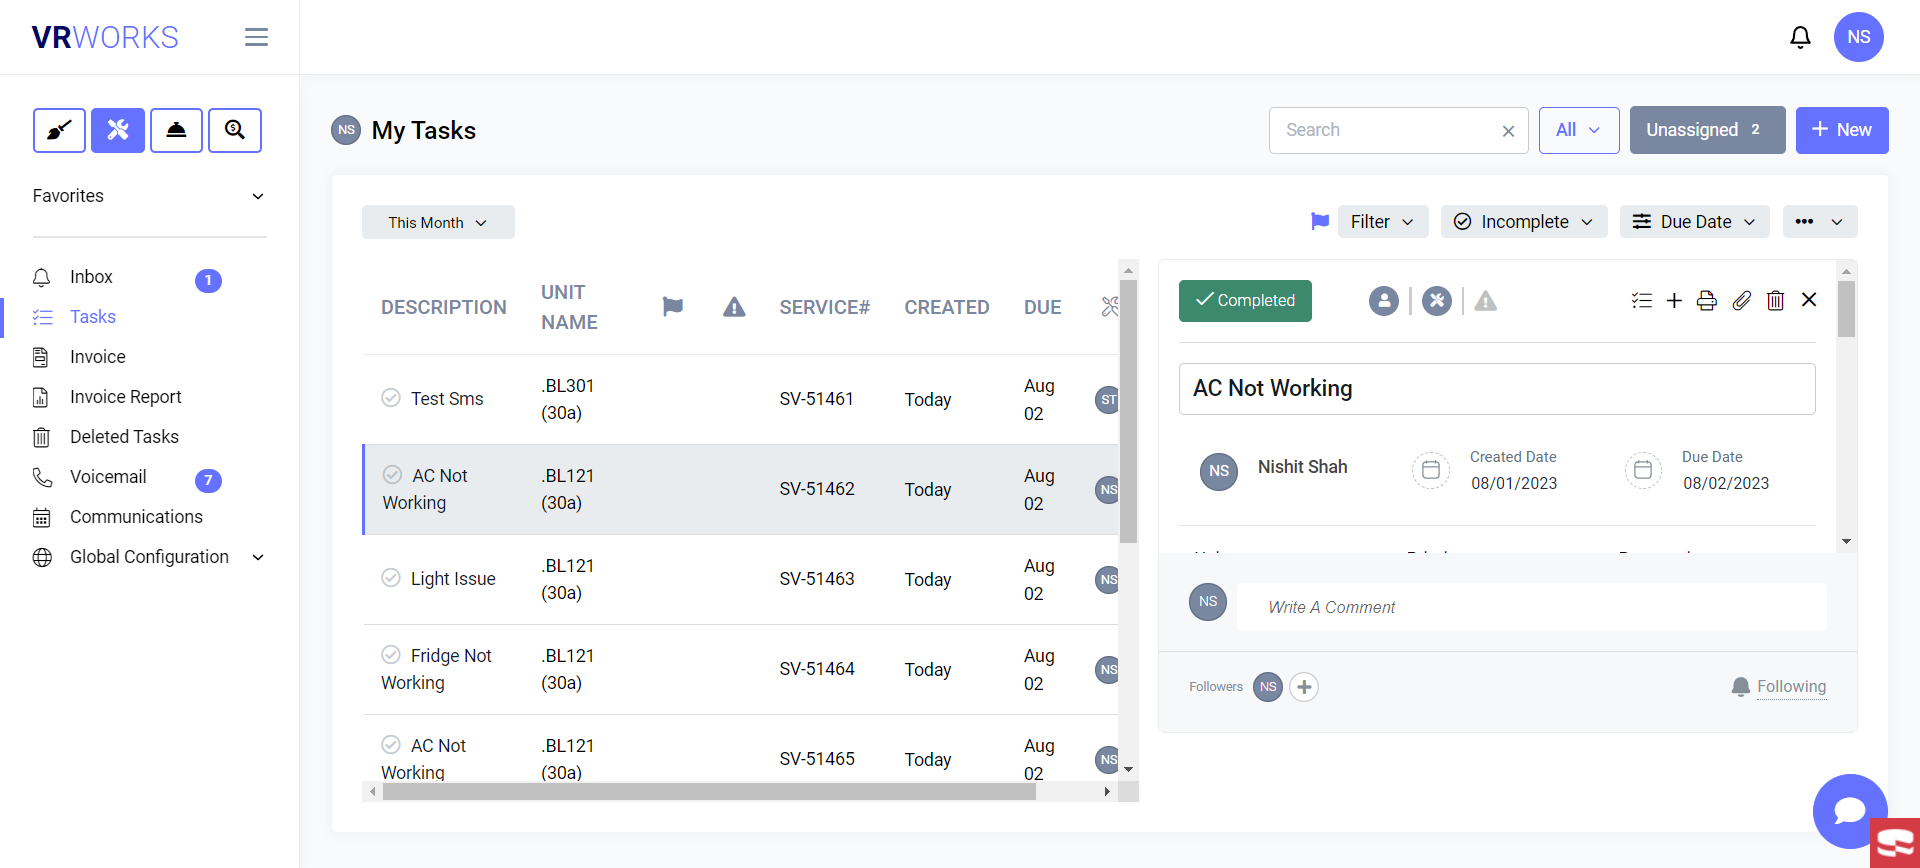 VRWORKS
NS
Favorites
Inbox 1
Tasks
Invoice
Invoice Report
Deleted Tasks
Voicemail 7
Communications
Global Configuration
NS My Tasks
Search
All
Unassigned 2
+ New
This Month
Filter
Incomplete
Due Date
DESCRIPTION UNIT NAME SERVICE# CREATED DUE
Test Sms .BL301 (30a) SV-51461 Today Aug 02 ST
AC Not Working .BL121 (30a) SV-51462 Today Aug 02 NS
Light Issue .BL121 (30a) SV-51463 Today Aug 02 NS
Fridge Not Working .BL121 (30a) SV-51464 Today Aug 02 NS
AC Not Working .BL121 (30a) SV-51465 Today Aug 02 NS
Completed
AC Not Working
NS Nishit Shah
Created Date
08/01/2023
Due Date
08/02/2023
NS Write A Comment
Followers NS
Following